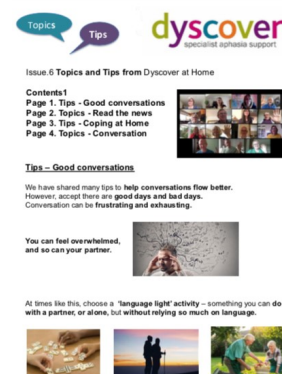 Topics
Tips
dyscover
specialist aphasia support
Issue.6 Topics and Tips from Dyscover at Home
Contents1
Page 1. Tips - Good conversations
Page 2. Topics - Read the news
Page 3. Tips - Coping at Home
Page 4. Topics - Conversation
Tips – Good conversations
We have shared many tips to help conversations flow better.
However, accept there are good days and bad days.
Conversation can be frustrating and exhausting.
You can feel overwhelmed,
and so can your partner.
At times like this, choose a 'language light' activity – something you can do
with a partner, or alone, but without relying so much on language.